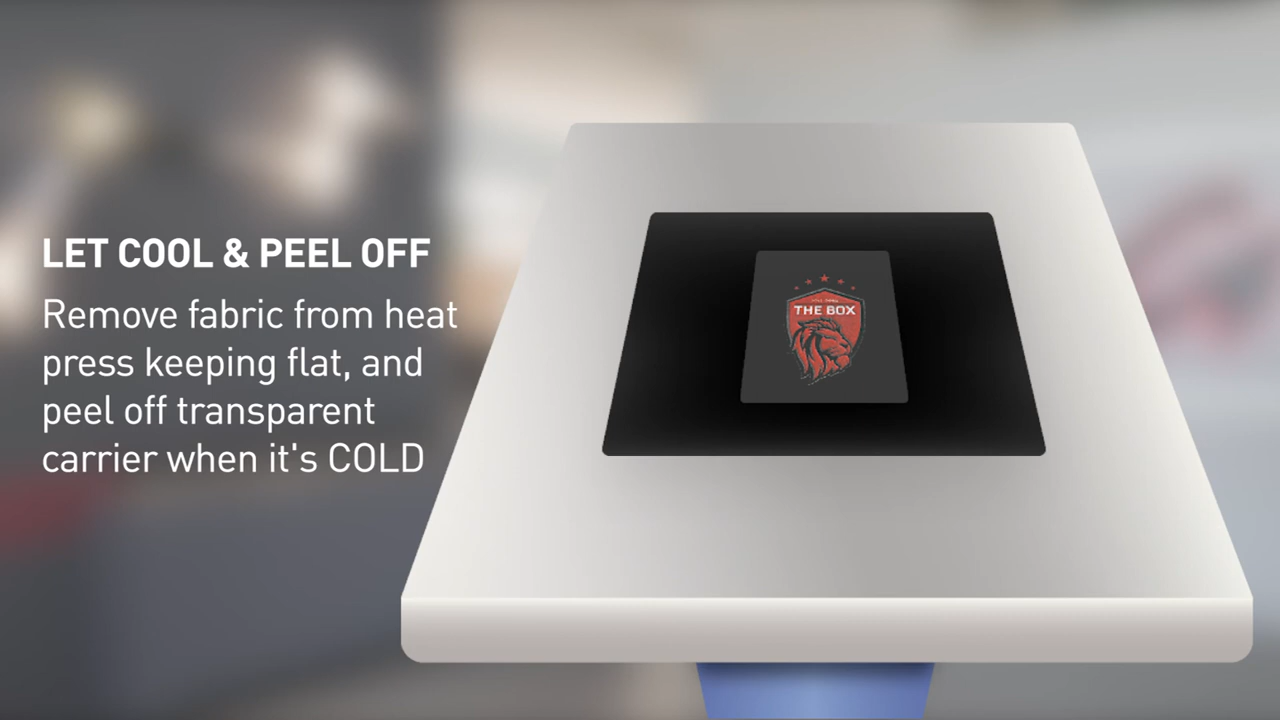 LET COOL & PEEL OFF
Remove fabric from heat
press keeping flat, and
peel off transparent
carrier when it's COLD
THE BOX